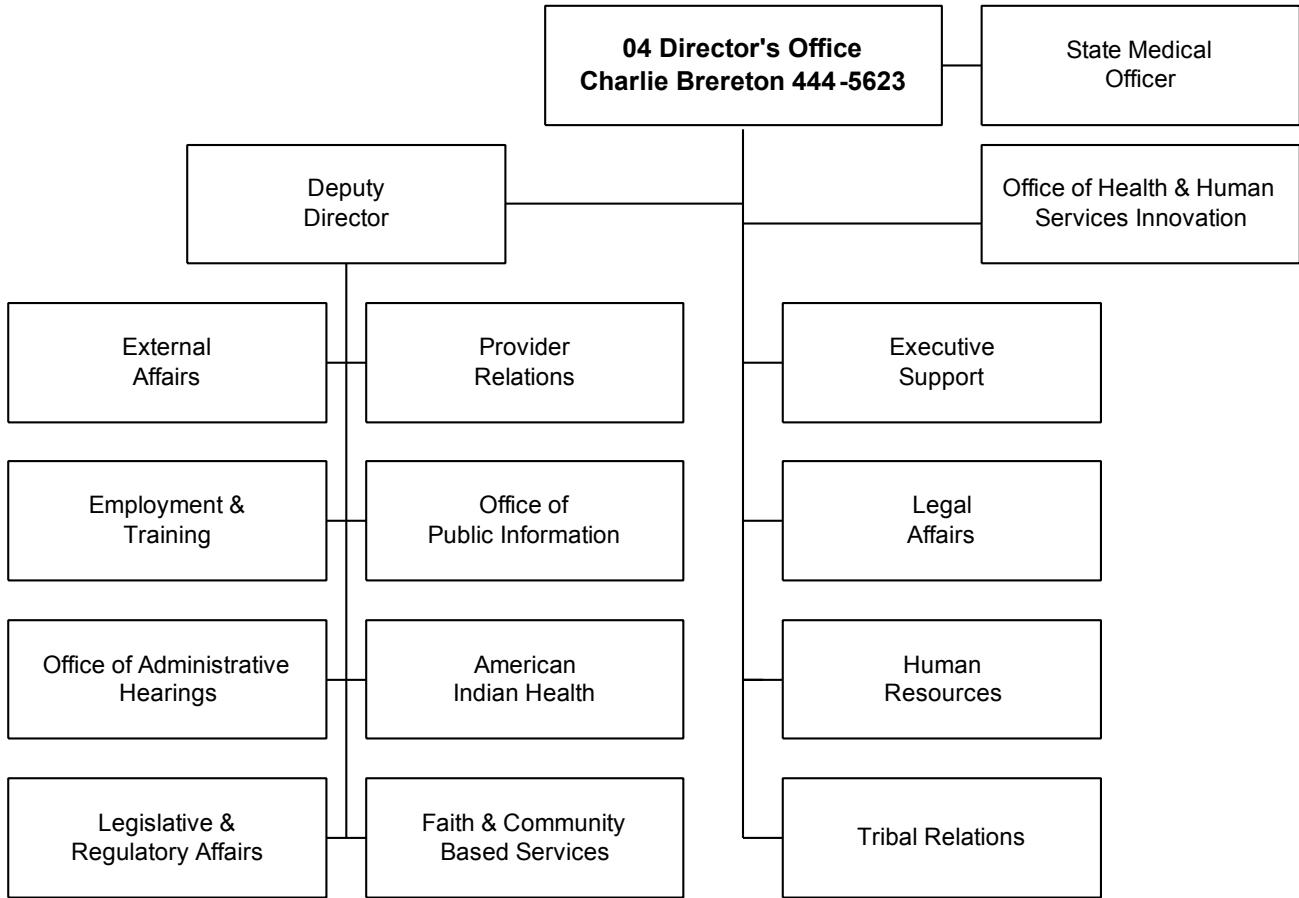 04 Director's Office
Charlie Brereton 444-5623
State Medical
Officer
Deputy
Director
Office of Health & Human
Services Innovation
External
Affairs
Provider
Relations
Executive
Support
Employment &
Training
Office of
Public Information
Legal
Affairs
Office of Administrative
Hearings
American
Indian Health
Human
Resources
Legislative &
Regulatory Affairs
Faith & Community
Based Services
Tribal Relations